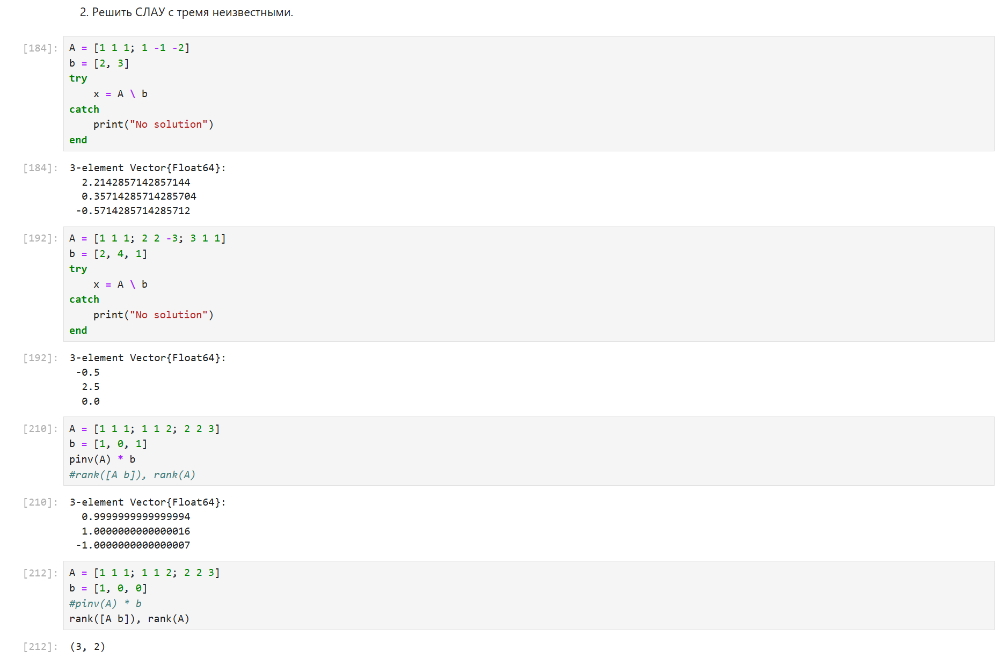 2. Решить СЛАУ с тремя неизвестными.
[184]: A = [1 1 1; 1 -1 -2]
b = [2, 3]
try
    x = A \ b
catch
    print("No solution")
end
[184]: 3-element Vector{Float64}:
  2.2142857142857144
  0.35714285714285704
 -0.5714285714285712
[192]: A = [1 1 1; 2 2 -3; 3 1 1]
b = [2, 4, 1]
try
    x = A \ b
catch
    print("No solution")
end
[192]: 3-element Vector{Float64}:
 -0.5
  2.5
  0.0
[210]: A = [1 1 1; 1 1 2; 2 2 3]
b = [1, 0, 1]
pinv(A) * b
#rank([A b]), rank(A)
[210]: 3-element Vector{Float64}:
  0.9999999999999994
  1.0000000000000016
 -1.0000000000000007
[212]: A = [1 1 1; 1 1 2; 2 2 3]
b = [1, 0, 0]
#pinv(A) * b
rank([A b]), rank(A)
[212]: (3, 2)